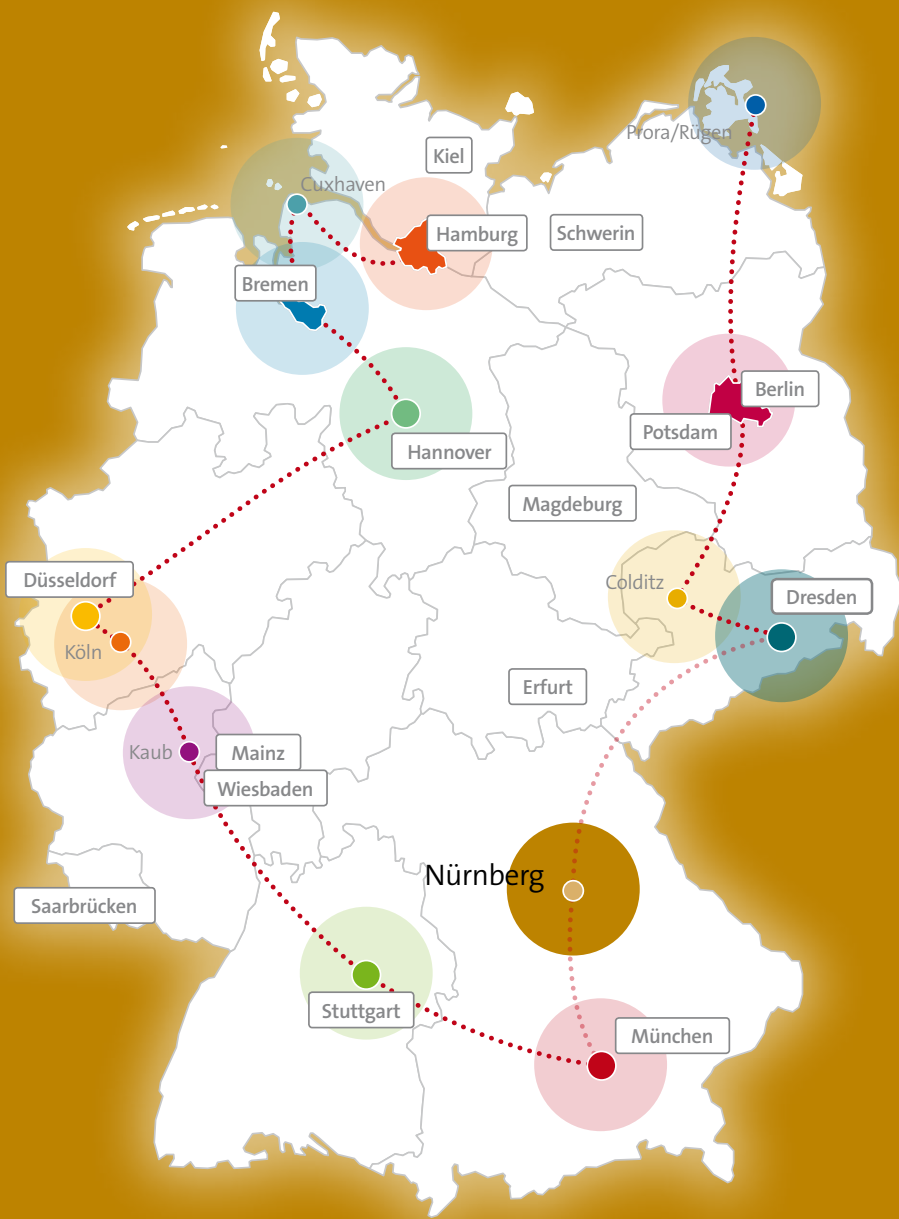 Prora/Rügen
Kiel
Cuxhaven
Hamburg
Schwerin
Bremen
Berlin
Potsdam
Hannover
Magdeburg
Düsseldorf
Colditz
Dresden
Köln
Erfurt
Kaub
Mainz
Wiesbaden
Nürnberg
Saarbrücken
Stuttgart
München